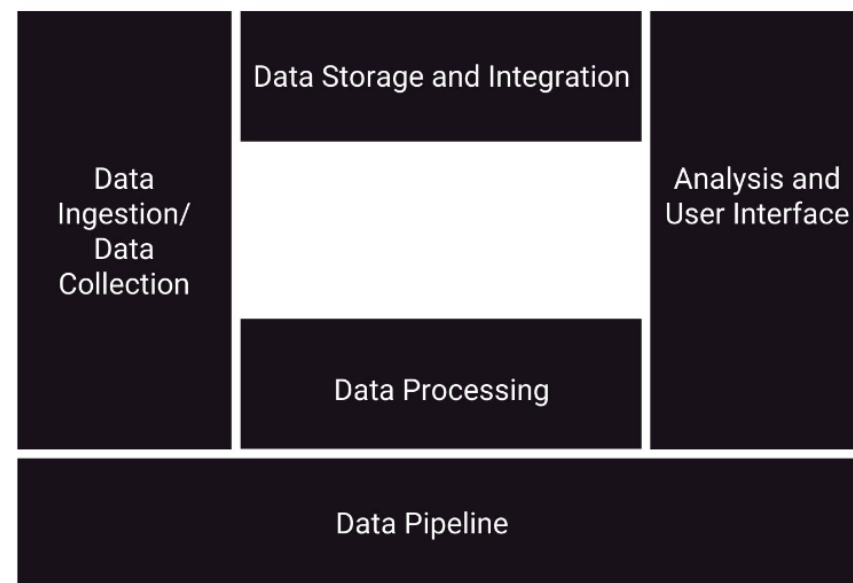 Data Storage and Integration
Data
Ingestion/
Data
Collection
Analysis and
User Interface
Data Processing
Data Pipeline